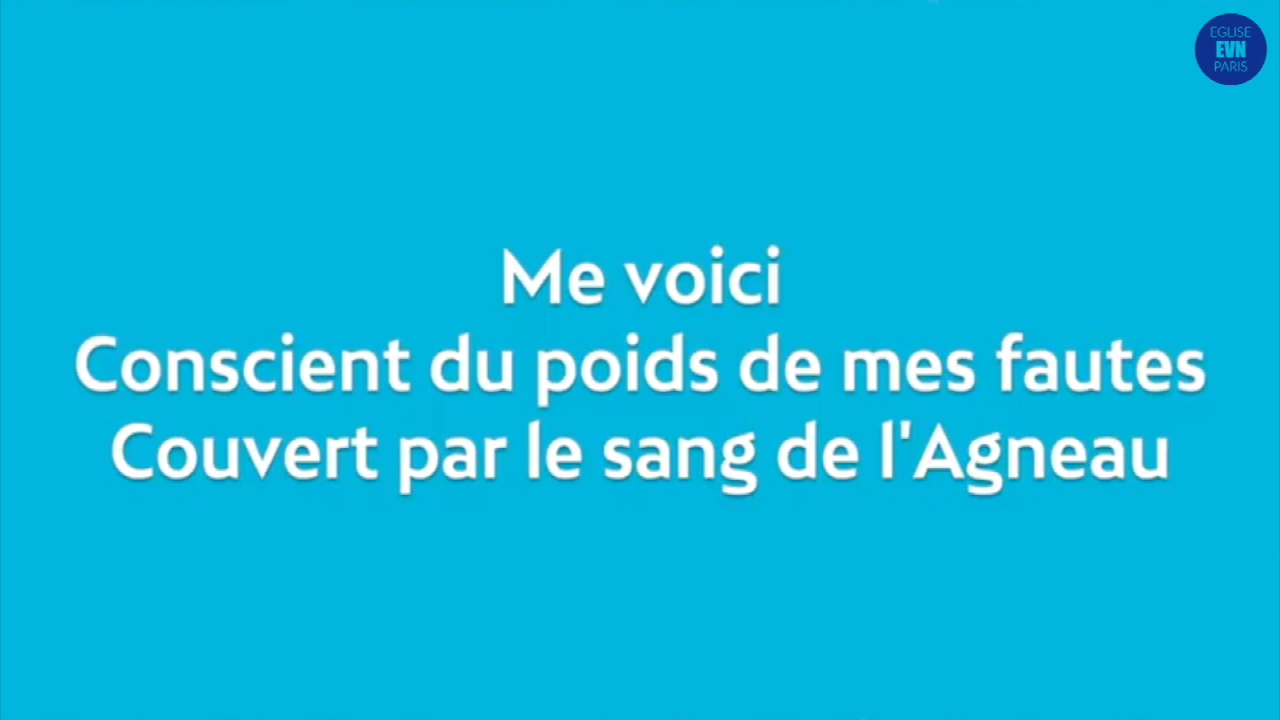 EGLISE
EVN
PARIS
Me voici
Conscient du poids de mes fautes
Couvert par le sang de l'Agneau